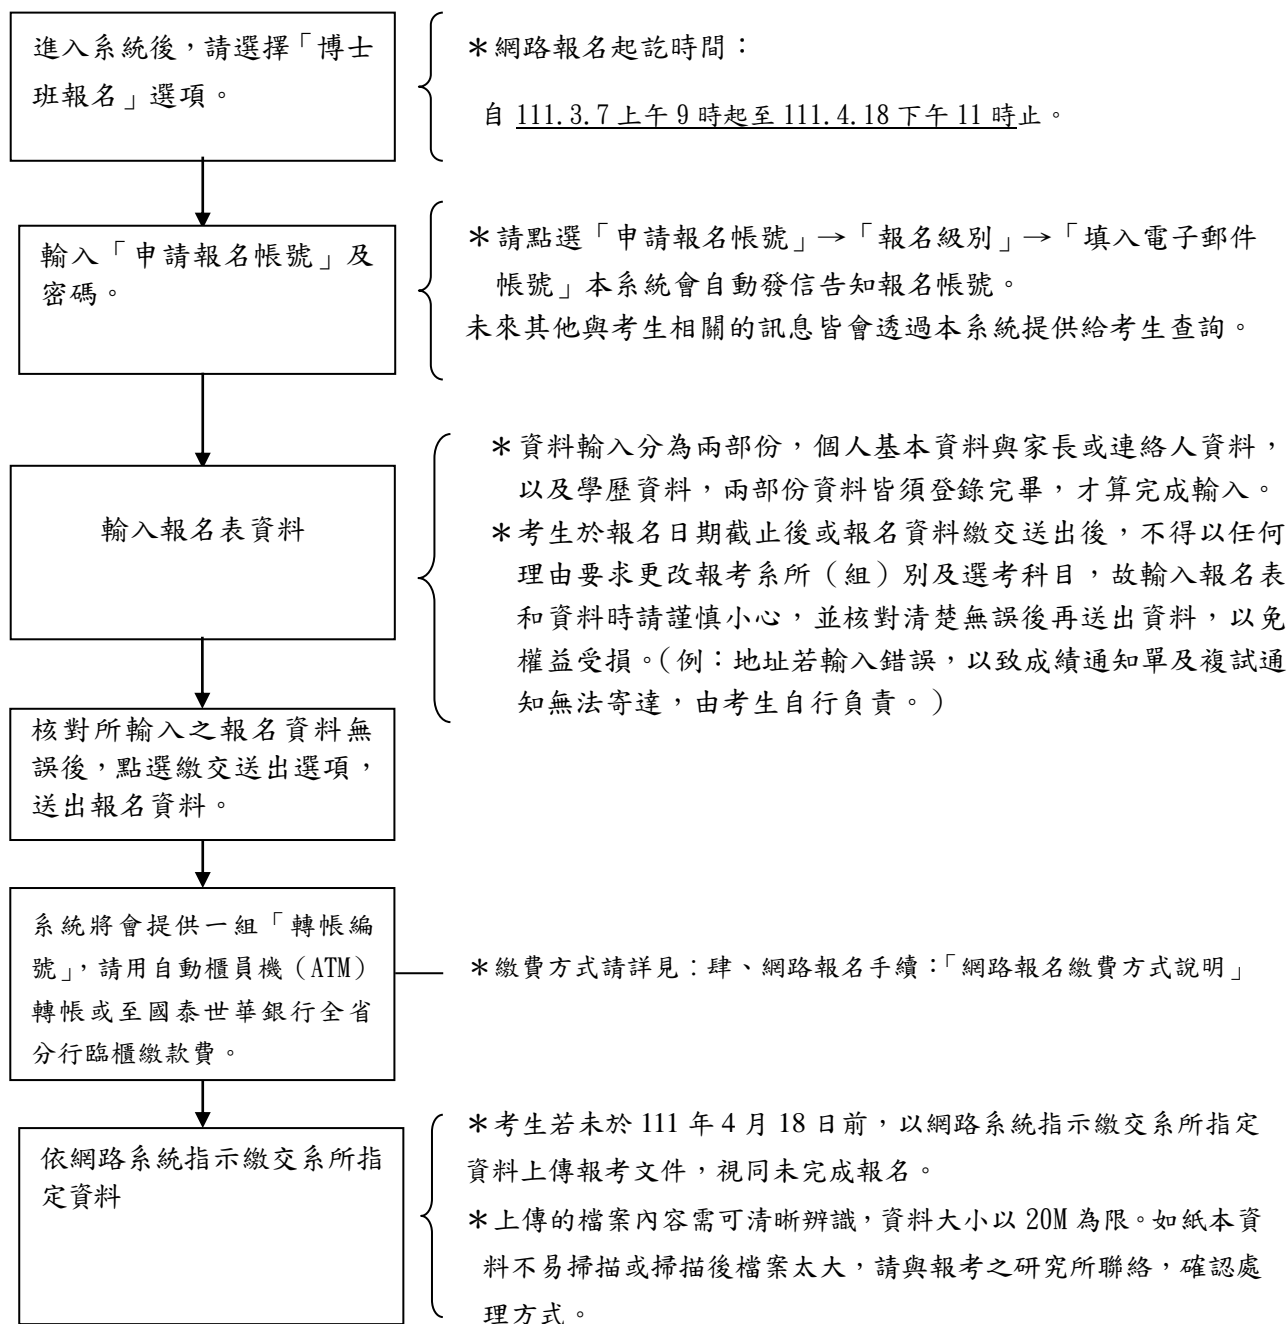 進入系統後，請選擇「博士
班報名」選項。
＊網路報名起訖時間：
自 111.3.7 上午 9 時起至 111.4.18 下午 11 時止。
輸入「申請報名帳號」及
密碼。
＊請點選「申請報名帳號」→「報名級別」→「填入電子郵件
帳號」本系統會自動發信告知報名帳號。
未來其他與考生相關的訊息皆會透過本系統提供給考生查詢。
輸入報名表資料
＊資料輸入分為兩部份，個人基本資料與家長或連絡人資料，
以及學歷資料，兩部份資料皆須登錄完畢，才算完成輸入。
＊考生於報名日期截止後或報名資料繳交送出後，不得以任何
理由要求更改報考系所（組）別及選考科目，故輸入報名表
和資料時請謹慎小心，並核對清楚無誤後再送出資料，以免
權益受損。（例：地址若輸入錯誤，以致成績通知單及複試通
知無法寄達，由考生自行負責。）
核對所輸入之報名資料無
誤後，點選繳交送出選項，
送出報名資料。
系統將會提供一組「轉帳編
號」，請用自動櫃員機（ATM）
轉帳或至國泰世華銀行全省
分行臨櫃繳款費。
＊繳費方式請詳見：肆、網路報名手續：「網路報名繳費方式說明」
依網路系統指示繳交系所指
定資料
＊考生若未於 111 年 4 月 18 日前，以網路系統指示繳交系所指定
資料上傳報考文件，視同未完成報名。
＊上傳的檔案內容需可清晰辨識，資料大小以 20M 為限。如紙本資
料不易掃描或掃描後檔案太大，請與報考之研究所聯絡，確認處
理方式。